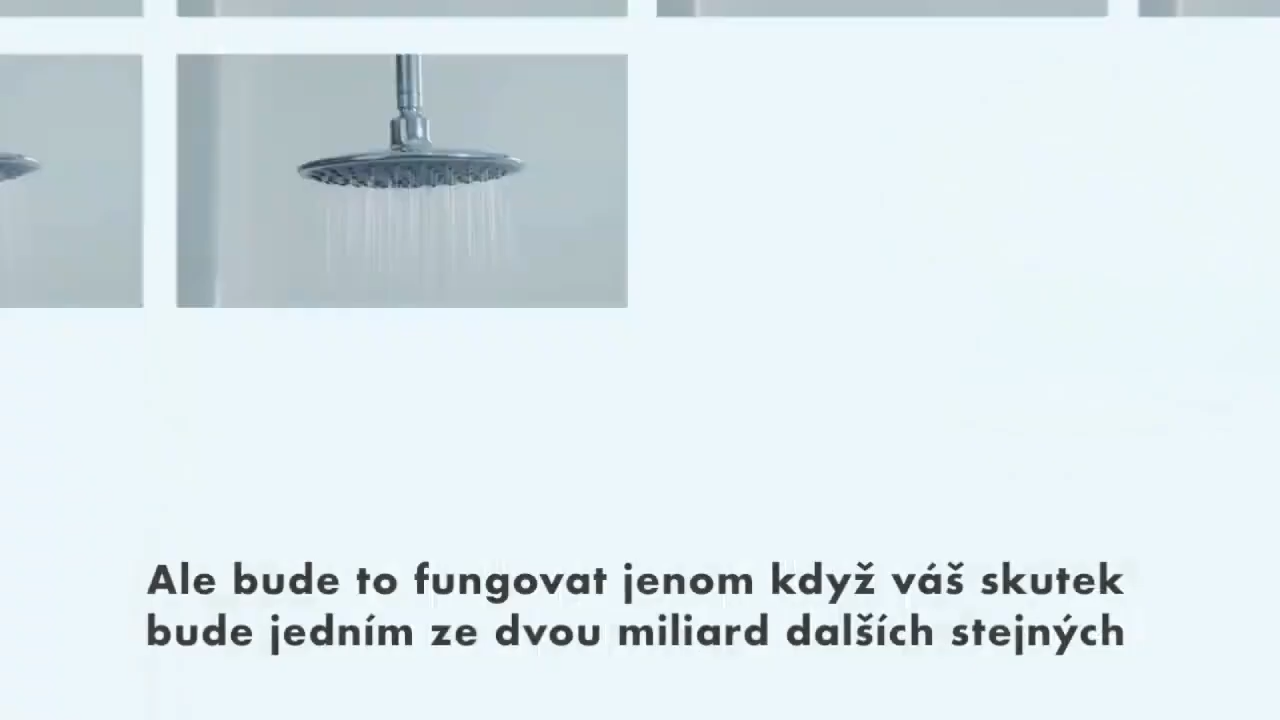 Ale bude to fungovat jenom když váš skutek
bude jedním ze dvou miliard dalších stejných